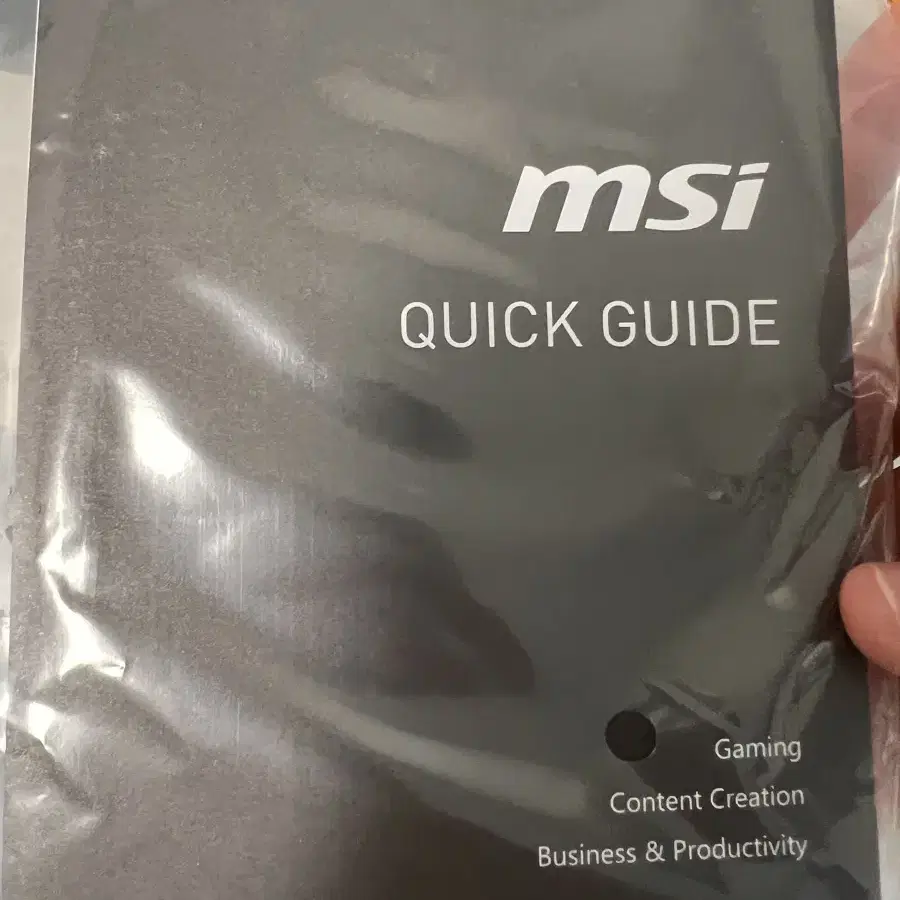 msi
QUICK GUIDE
Gaming
Content Creation
Business & Productivity